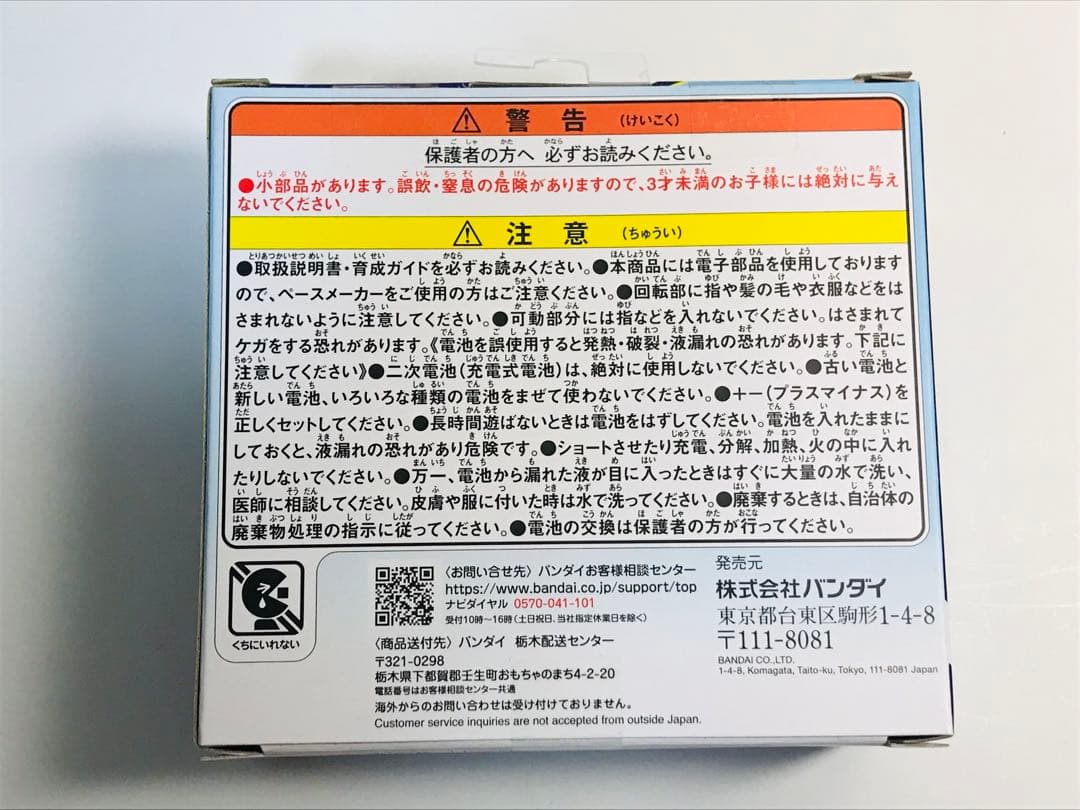 警告 (けいこく)
保護者の方へ 必ずお読みください。
●小部品があります。誤飲・窒息の危険がありますので、3才未満のお子様には絶対に与え
ないでください。
注意 (ちゅうい)
●取扱説明書・育成ガイドを必ずお読みください。●本商品には電子部品を使用しております
ので、ペースメーカーをご使用の方はご注意ください。●回転部に指や髪の毛や衣服などをは
さまれないように注意してください。●可動部分には指などを入れないでください。はさまれて
ケガをする恐れがあります。《電池を誤使用すると発熱・破裂・液漏れの恐れがあります。下記に
注意してください》●二次電池(充電式電池)は、絶対に使用しないでください。●古い電池と
新しい電池、いろいろな種類の電池をまぜて使わないでください。●+-(プラスマイナス)を
正しくセットしてください。●長時間遊ばないときは電池をはずしてください。電池を入れたままに
しておくと、液漏れの恐れがあり危険です。●ショートさせたり充電、分解、加熱、火の中に入れ
たりしないでください。●万一、電池から漏れた液が目に入ったときはすぐに大量の水で洗い、
医師に相談してください。皮膚や服に付いた時は水で洗ってください。●廃棄するときは、自治体の
廃棄物処理の指示に従ってください。●電池の交換は保護者の方が行ってください。
くちにいれない
〈お問い合せ先〉バンダイお客様相談センター
https://www.bandai.co.jp/support/top
ナビダイヤル 0570-041-101
受付10時〜16時(土日祝日、当社指定休業日を除く)
〈商品送付先〉バンダイ 栃木配送センター
〒321-0298
栃木県下都賀郡壬生町おもちゃのまち4-2-20
電話番号はお客様相談センター共通
海外からのお問い合わせは受け付けておりません。
Customer service inquiries are not accepted from outside Japan.
発売元
株式会社バンダイ
東京都台東区駒形1-4-8
〒111-8081
BANDAI CO.,LTD.
1-4-8, Komagata, Taito-ku, Tokyo, 111-8081 Japan